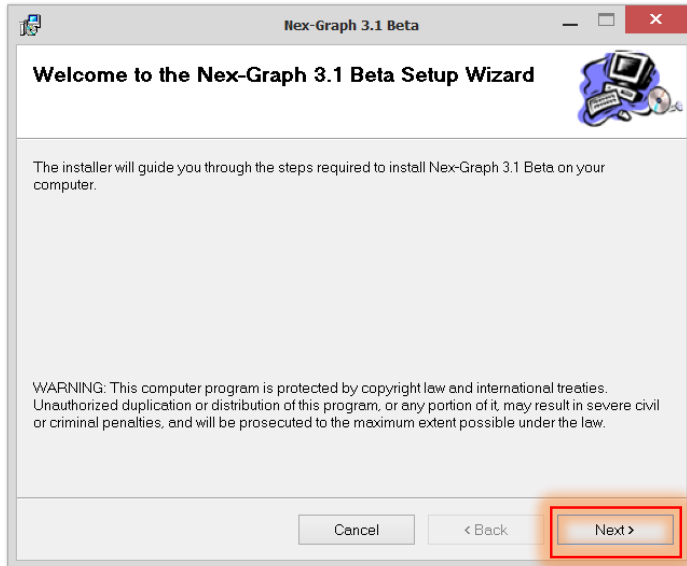 Nex-Graph 3.1 Beta
Welcome to the Nex-Graph 3.1 Beta Setup Wizard
The installer will guide you through the steps required to install Nex-Graph 3.1 Beta on your
computer.
WARNING: This computer program is protected by copyright law and international treaties.
Unauthorized duplication or distribution of this program, or any portion of it, may result in severe civil
or criminal penalties, and will be prosecuted to the maximum extent possible under the law.
Cancel
< Back
Next >